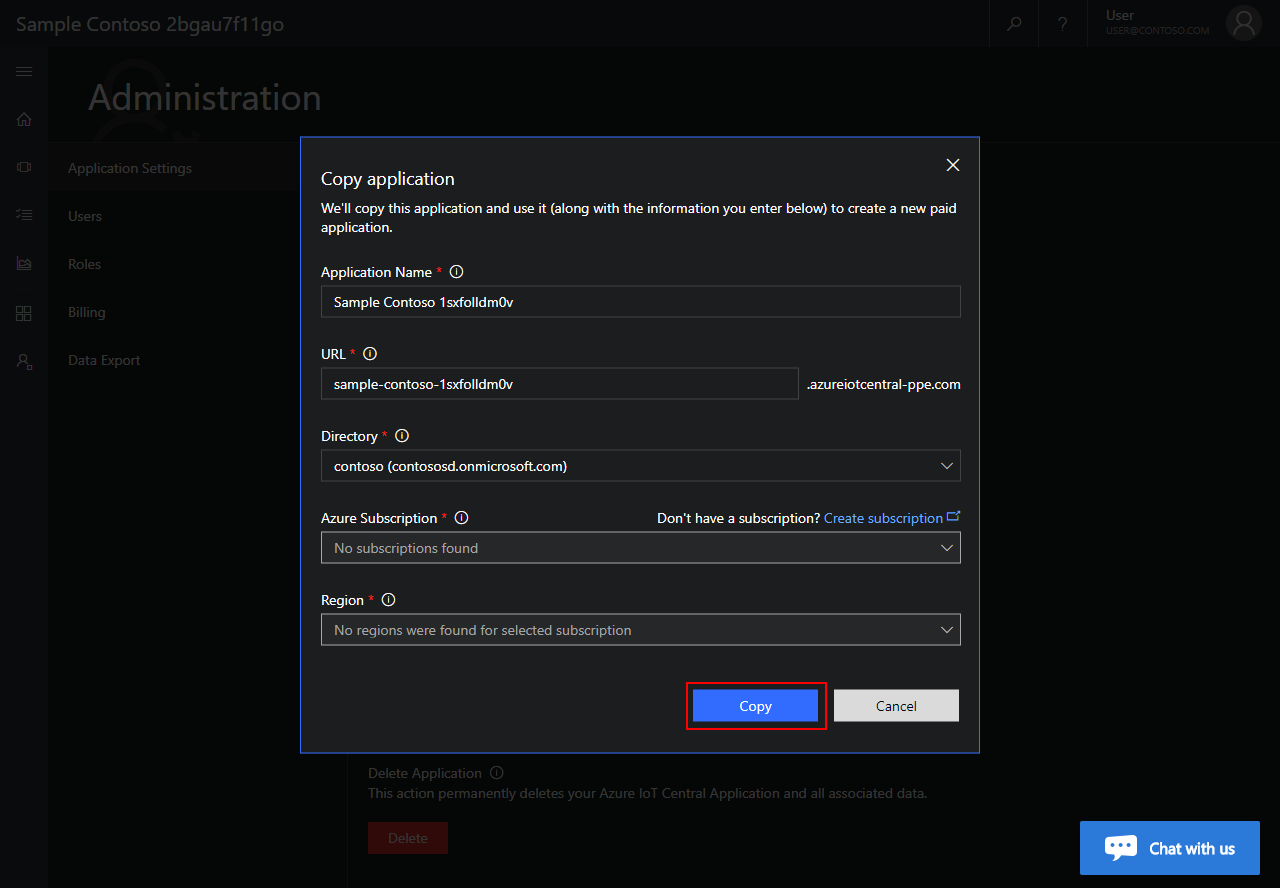 Sample Contoso 2bgau7f11go
?
User
USER@CONTOSO.COM
Administration
Application Settings
Users
Roles
Billing
Data Export
Copy application
We'll copy this application and use it (along with the information you enter below) to create a new paid
application.
Application Name *
Sample Contoso 1sxfolldm0v
URL *
sample-contoso-1sxfolldm0v
.azureiotcentral-ppe.com
Directory *
contoso (contososd.onmicrosoft.com)
Azure Subscription *
Don't have a subscription? Create subscription
No subscriptions found
Region *
No regions were found for selected subscription
Copy
Cancel
Delete Application
This action permanently deletes your Azure IoT Central Application and all associated data.
Delete
Chat with us